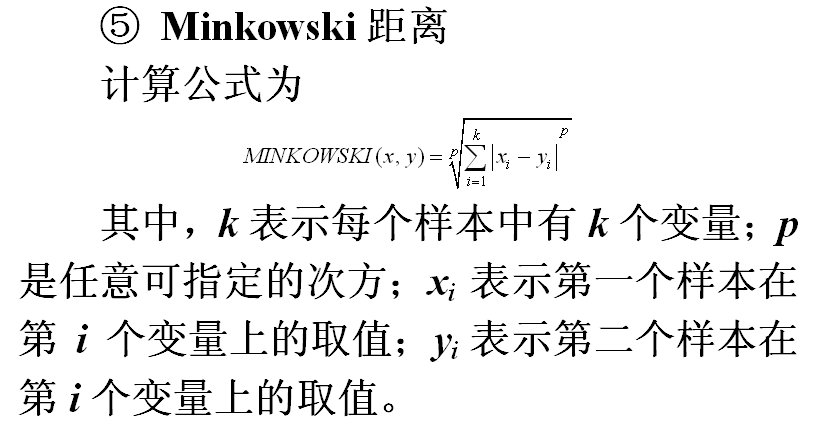 ⑤ Minkowski 距离
计算公式为
MINKOWSKI(x, y) = \sqrt[p]{\sum_{i=1}^{k} |x_i - y_i|^p}
其中，k 表示每个样本中有 k 个变量；p
是任意可指定的次方；x_i 表示第一个样本在
第 i 个变量上的取值；y_i 表示第二个样本在
第 i 个变量上的取值。